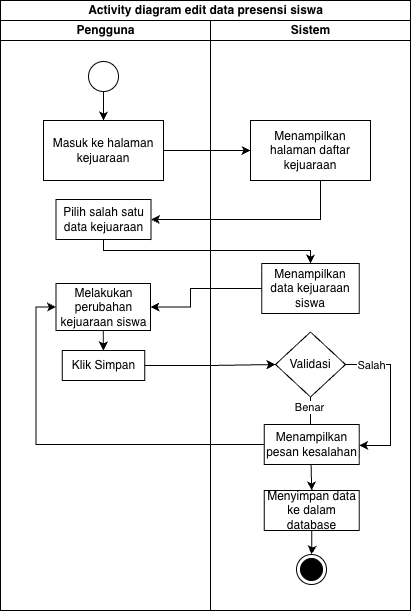 Activity diagram edit data presensi siswa
Pengguna
Sistem
Masuk ke halaman
kejuaraan
Menampilkan
halaman daftar
kejuaraan
Pilih salah satu
data kejuaraan
Menampilkan
data kejuaraan
siswa
Melakukan
perubahan
kejuaraan siswa
Klik Simpan
Validasi
Salah
Benar
Menampilkan
pesan kesalahan
Menyimpan data
ke dalam
database